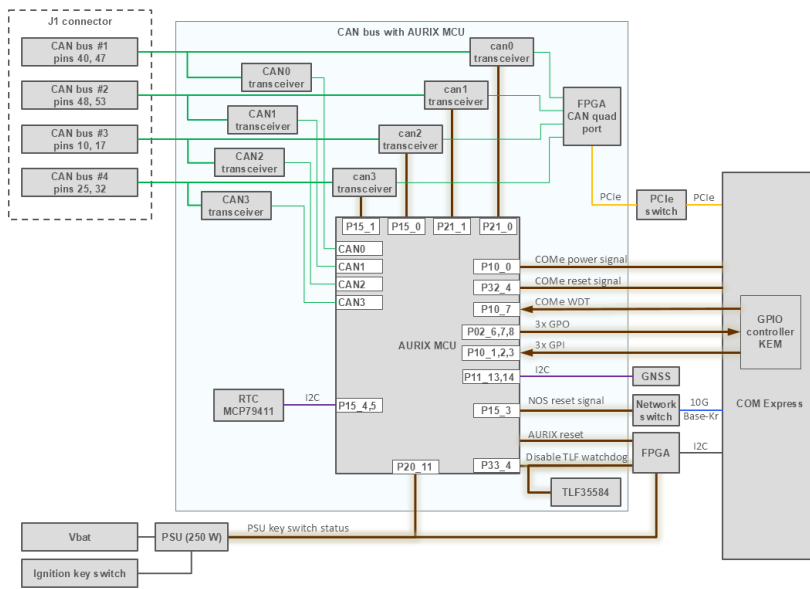 J1 connector
CAN bus #1
pins 40, 47
CAN bus #2
pins 48, 53
CAN bus #3
pins 10, 17
CAN bus #4
pins 25, 32
CAN bus with AURIX MCU
can0
transceiver
CAN0
transceiver
can1
transceiver
CAN1
transceiver
can2
transceiver
CAN2
transceiver
can3
transceiver
CAN3
transceiver
FPGA
CAN quad
port
PCIe
PCIe
switch
PCIe
P15_1
P15_0
P21_1
P21_0
CAN0
CAN1
CAN2
CAN3
AURIX MCU
P10_0
COMe power signal
P32_4
COMe reset signal
P10_7
COMe WDT
P02_6,7,8
3x GPO
P10_1,2,3
3x GPI
P11_13,14
I2C
GNSS
GPIO
controller
KEM
COM Express
RTC
MCP79411
I2C
P15_4,5
P15_3
NOS reset signal
Network
switch
10G
Base-Kr
AURIX reset
P33_4
Disable TLF watchdog
FPGA
I2C
P20_11
TLF35584
Vbat
PSU (250 W)
PSU key switch status
Ignition key switch